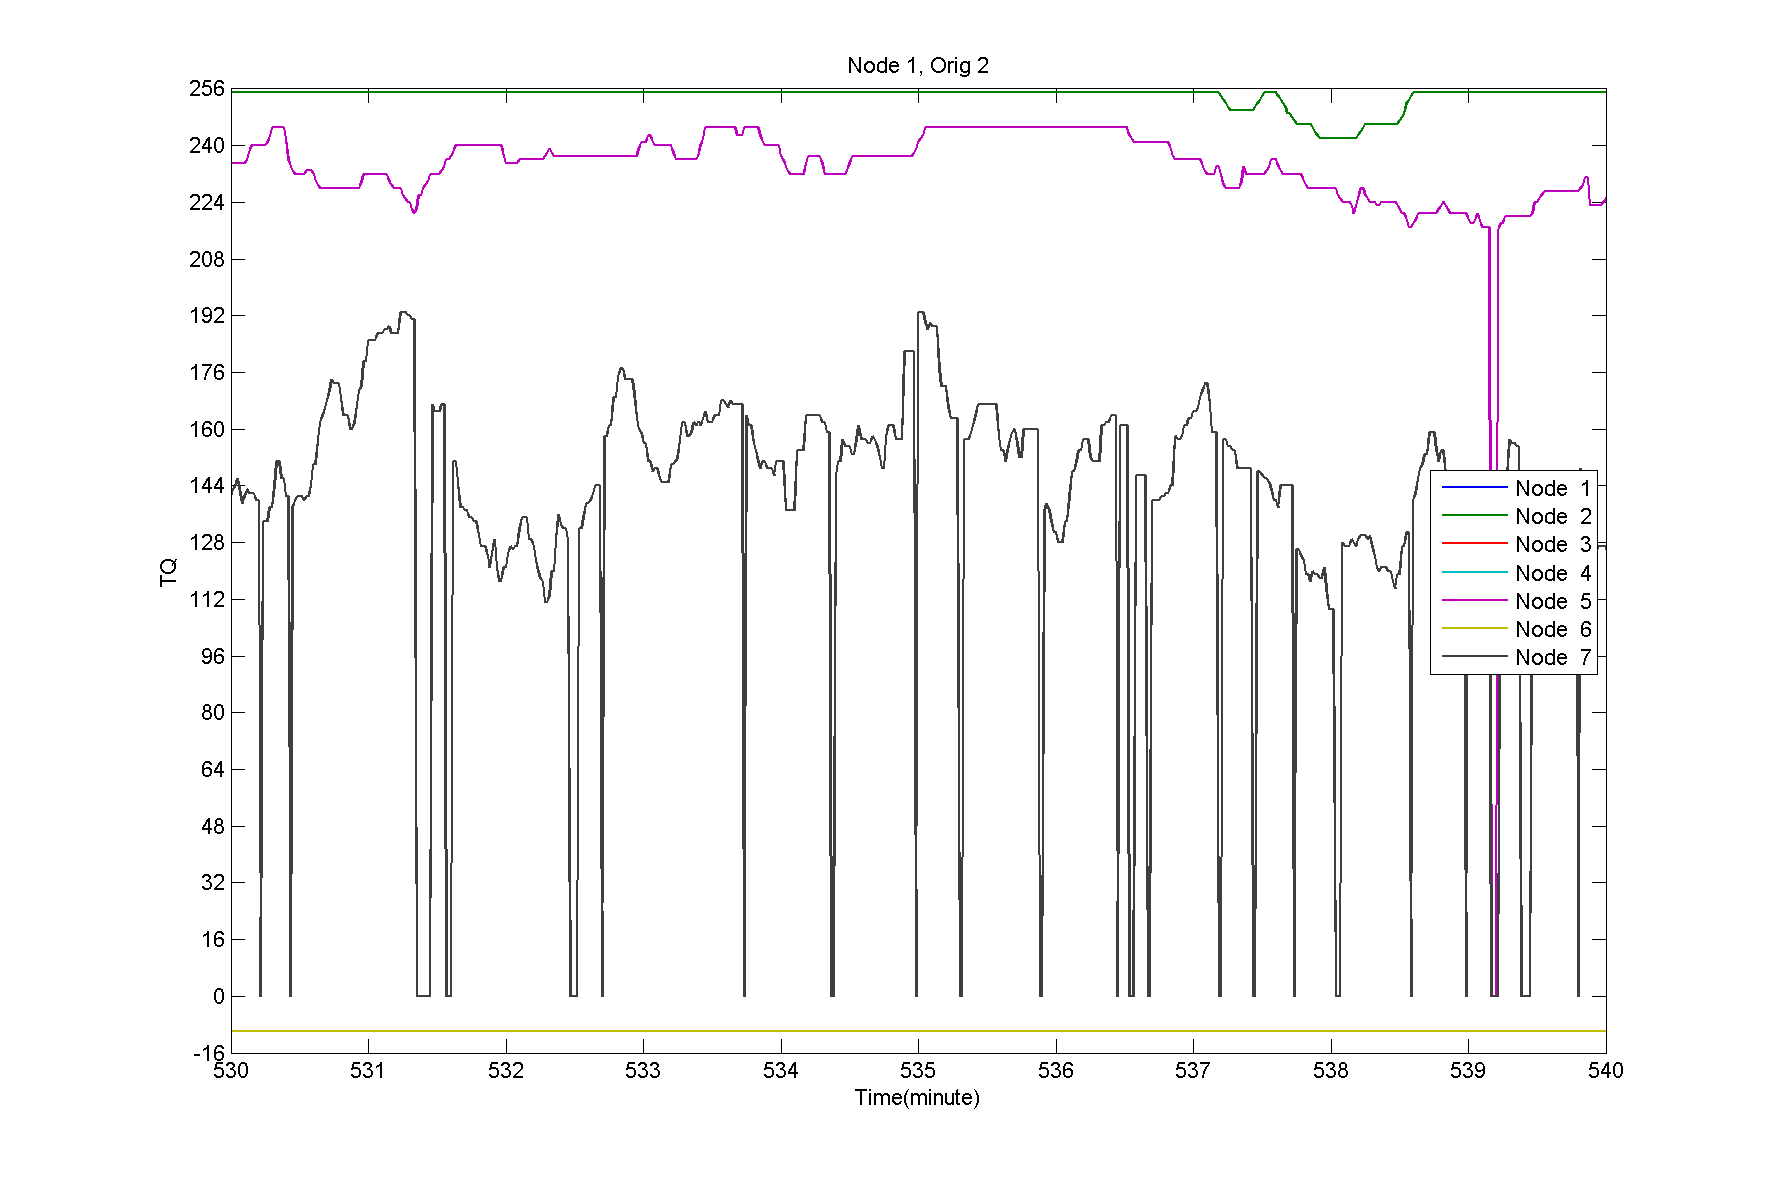 Node 1, Orig 2
256
240
224
208
192
176
160
144
128
112
96
80
64
48
32
16
0
-16
TQ
Node 1
Node 2
Node 3
Node 4
Node 5
Node 6
Node 7
530 531 532 533 534 535 536 537 538 539 540
Time(minute)